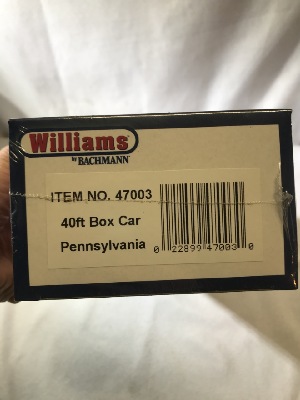 Williams
by BACHMANN
ITEM NO. 47003
40ft Box Car
Pennsylvania
0 22899 47003 0